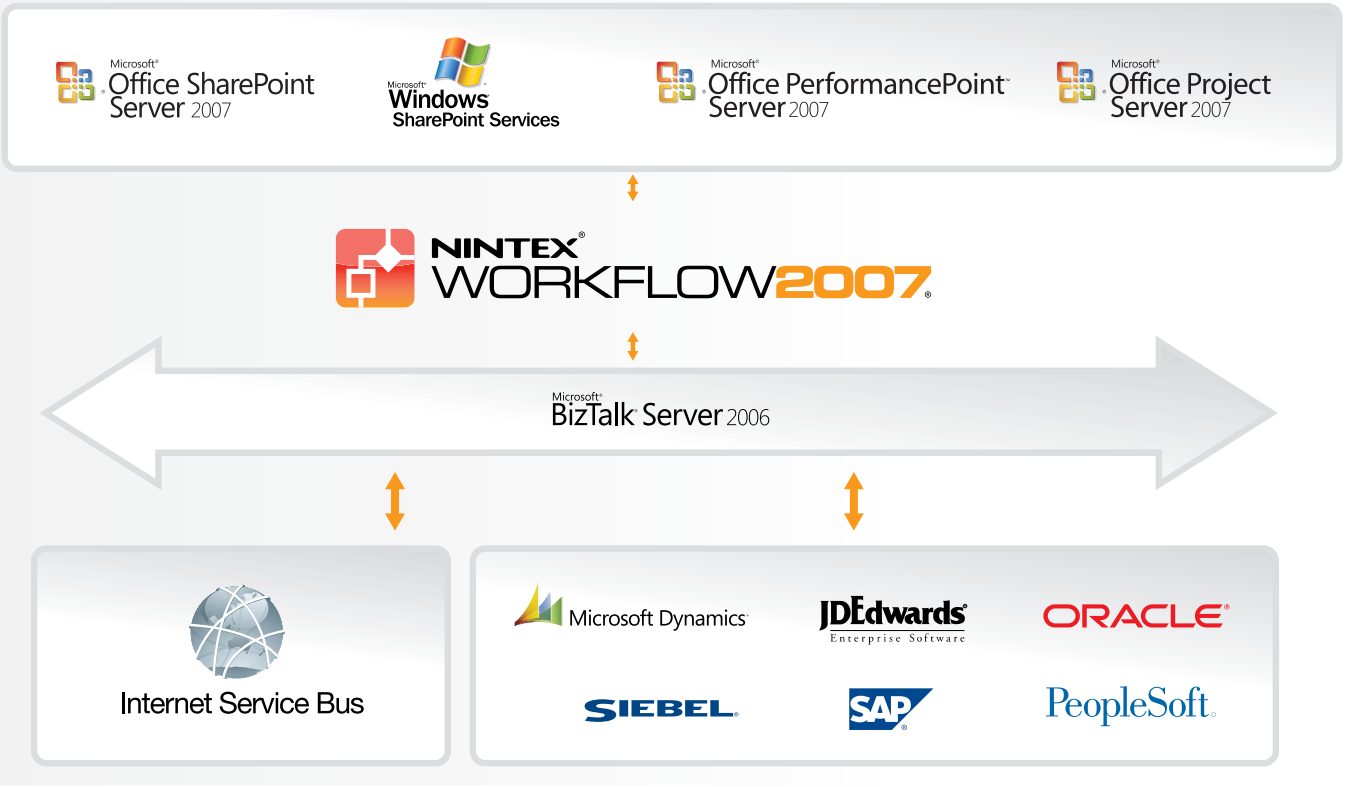 Microsoft®
Office SharePoint
Server 2007
Microsoft®
Windows
SharePoint Services
Microsoft®
Office PerformancePoint™
Server 2007
Microsoft®
Office Project
Server 2007
NINTEX®
WORKFLOW2007®
Microsoft®
BizTalk® Server 2006
Internet Service Bus
Microsoft Dynamics™
JDEdwards®
Enterprise Software
ORACLE®
SIEBEL®
SAP®
PeopleSoft®